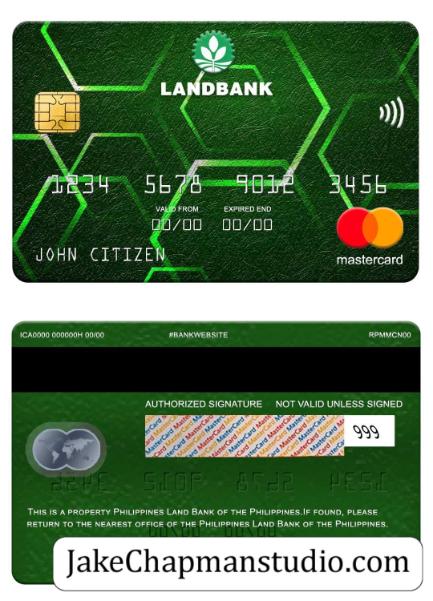 LANDBANK
1234 5678 9012 3456
VALID FROM EXPIRED END
00/00 00/00
JOHN CITIZEN
mastercard
ICA0000 000000H 00/00 #BANKWEBSITE RPMMCN00
AUTHORIZED SIGNATURE NOT VALID UNLESS SIGNED
999
THIS IS A PROPERTY PHILIPPINES LAND BANK OF THE PHILIPPINES.IF FOUND, PLEASE
RETURN TO THE NEAREST OFFICE OF THE PHILIPPINES LAND BANK OF THE PHILIPPINES.
JakeChapmanstudio.com